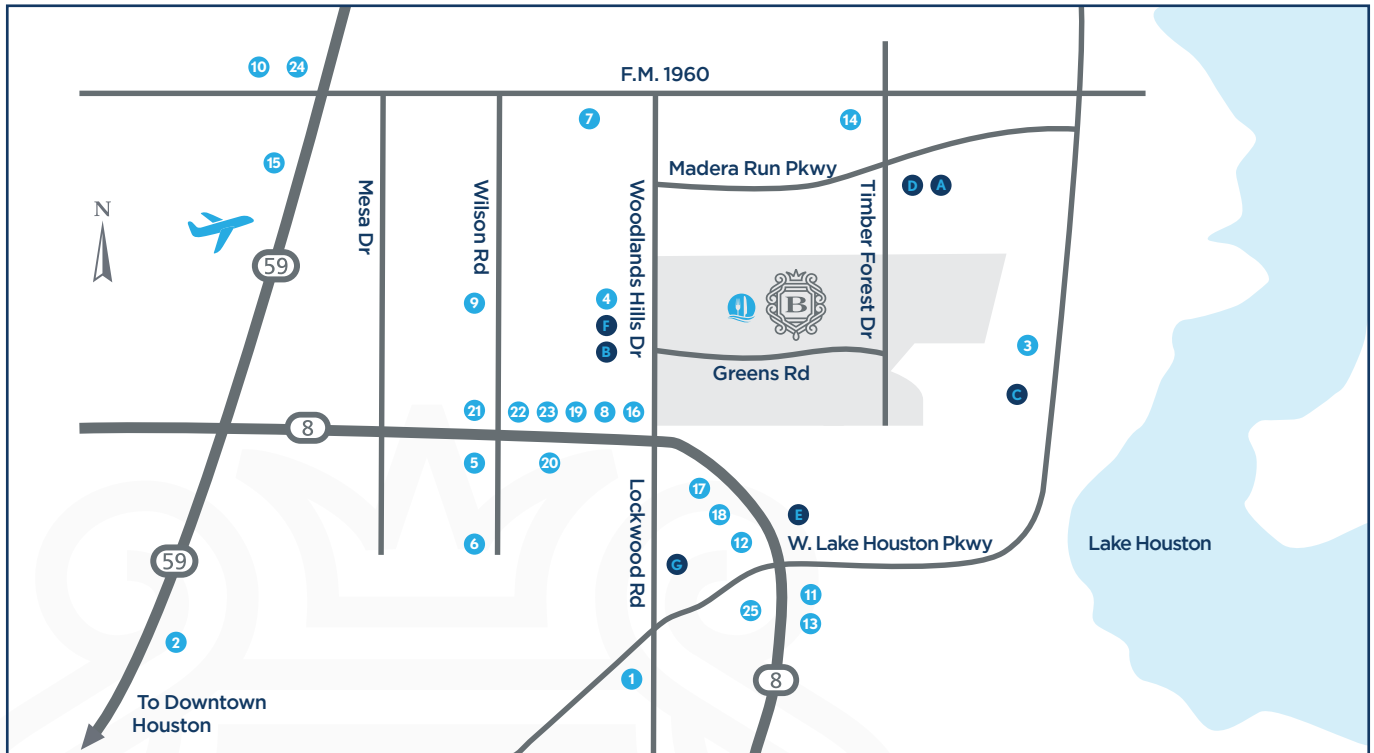 10
24
F.M. 1960
7
14
15
Madera Run Pkwy
D
A
N
Mesa Dr
Wilson Rd
Woodlands Hills Dr
Timber Forest Dr
59
9
4
B
F
B
3
Greens Rd
C
21
22
23
19
8
16
8
5
20
17
18
E
6
12
W. Lake Houston Pkwy
Lake Houston
Lockwood Rd
59
G
11
25
13
2
1
8
To Downtown
Houston